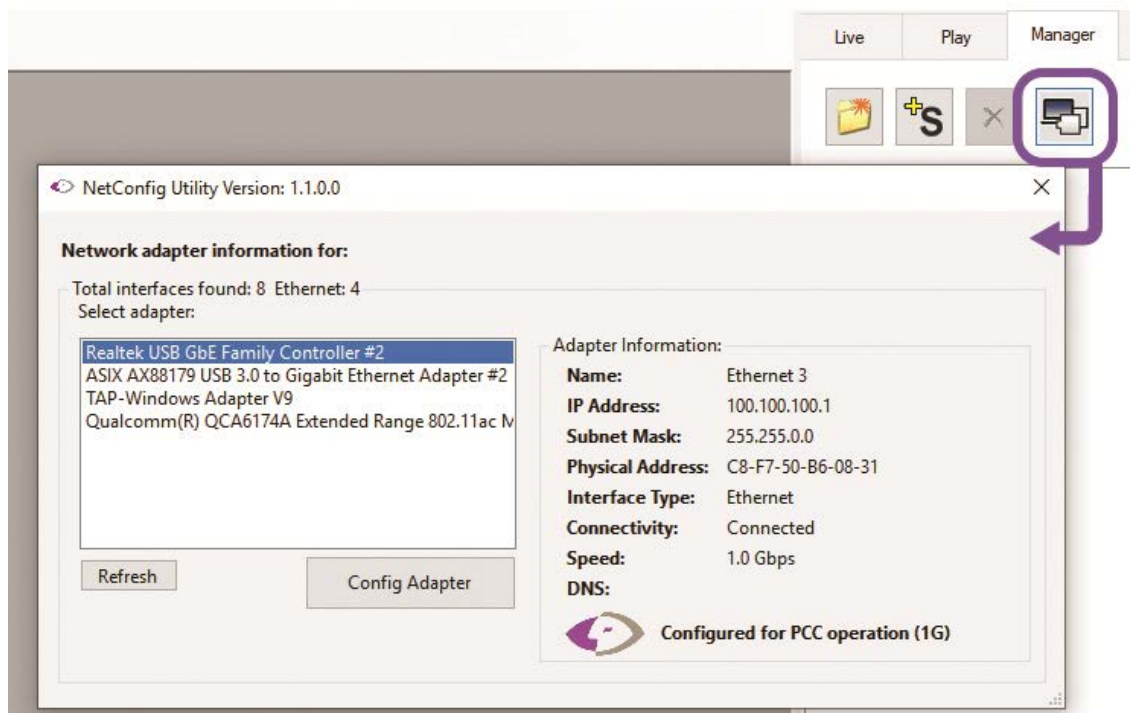 Live Play Manager
+S
NetConfig Utility Version: 1.1.0.0
Network adapter information for:
Total interfaces found: 8 Ethernet: 4
Select adapter:
Realtek USB GbE Family Controller #2
ASIX AX88179 USB 3.0 to Gigabit Ethernet Adapter #2
TAP-Windows Adapter V9
Qualcomm(R) QCA6174A Extended Range 802.11ac M
Refresh
Config Adapter
Adapter Information:
Name: Ethernet 3
IP Address: 100.100.100.1
Subnet Mask: 255.255.0.0
Physical Address: C8-F7-50-B6-08-31
Interface Type: Ethernet
Connectivity: Connected
Speed: 1.0 Gbps
DNS:
Configured for PCC operation (1G)